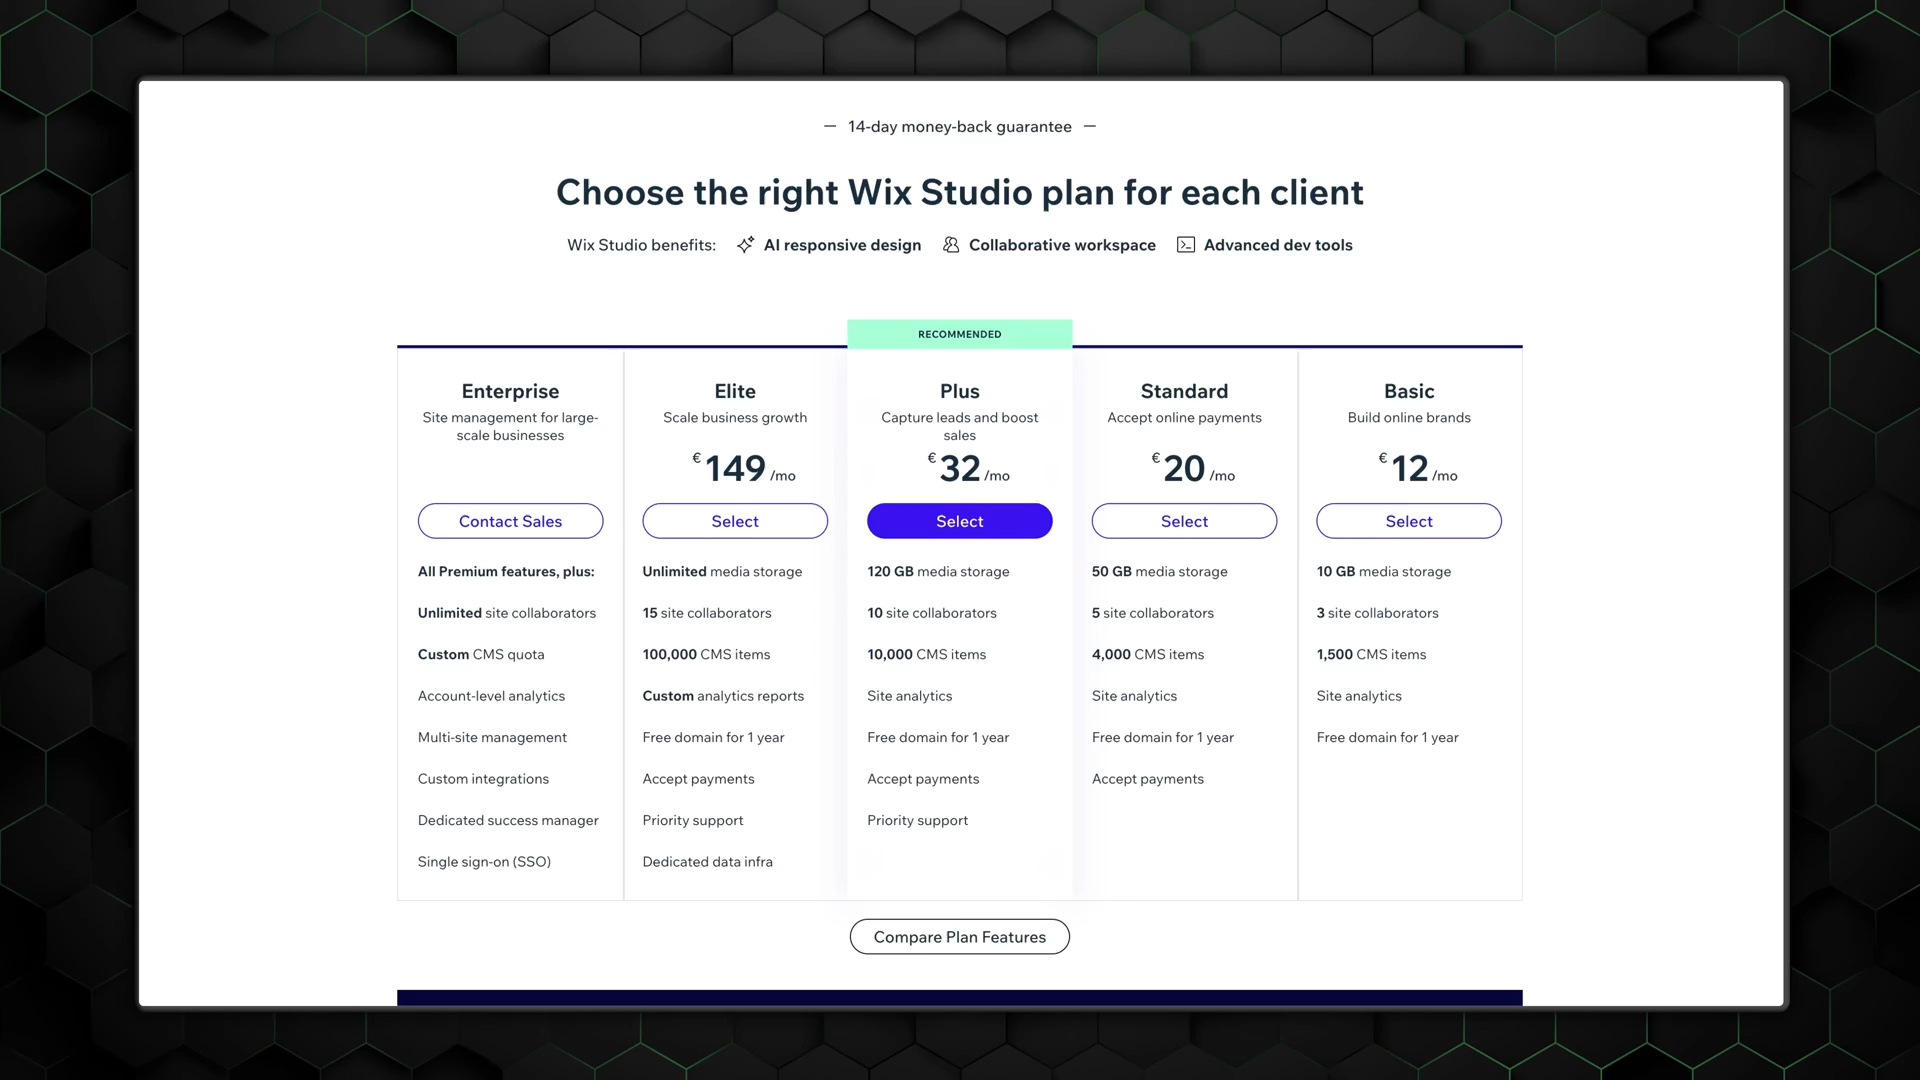 — 14-day money-back guarantee —
Choose the right Wix Studio plan for each client
Wix Studio benefits: AI responsive design Collaborative workspace Advanced dev tools
RECOMMENDED
Enterprise
Site management for large-
scale businesses
Contact Sales
All Premium features, plus:
Unlimited site collaborators
Custom CMS quota
Account-level analytics
Multi-site management
Custom integrations
Dedicated success manager
Single sign-on (SSO)
Elite
Scale business growth
€149/mo
Select
Unlimited media storage
15 site collaborators
100,000 CMS items
Custom analytics reports
Free domain for 1 year
Accept payments
Priority support
Dedicated data infra
Plus
Capture leads and boost
sales
€32/mo
Select
120 GB media storage
10 site collaborators
10,000 CMS items
Site analytics
Free domain for 1 year
Accept payments
Priority support
Standard
Accept online payments
€20/mo
Select
50 GB media storage
5 site collaborators
4,000 CMS items
Site analytics
Free domain for 1 year
Accept payments
Basic
Build online brands
€12/mo
Select
10 GB media storage
3 site collaborators
1,500 CMS items
Site analytics
Free domain for 1 year
Compare Plan Features